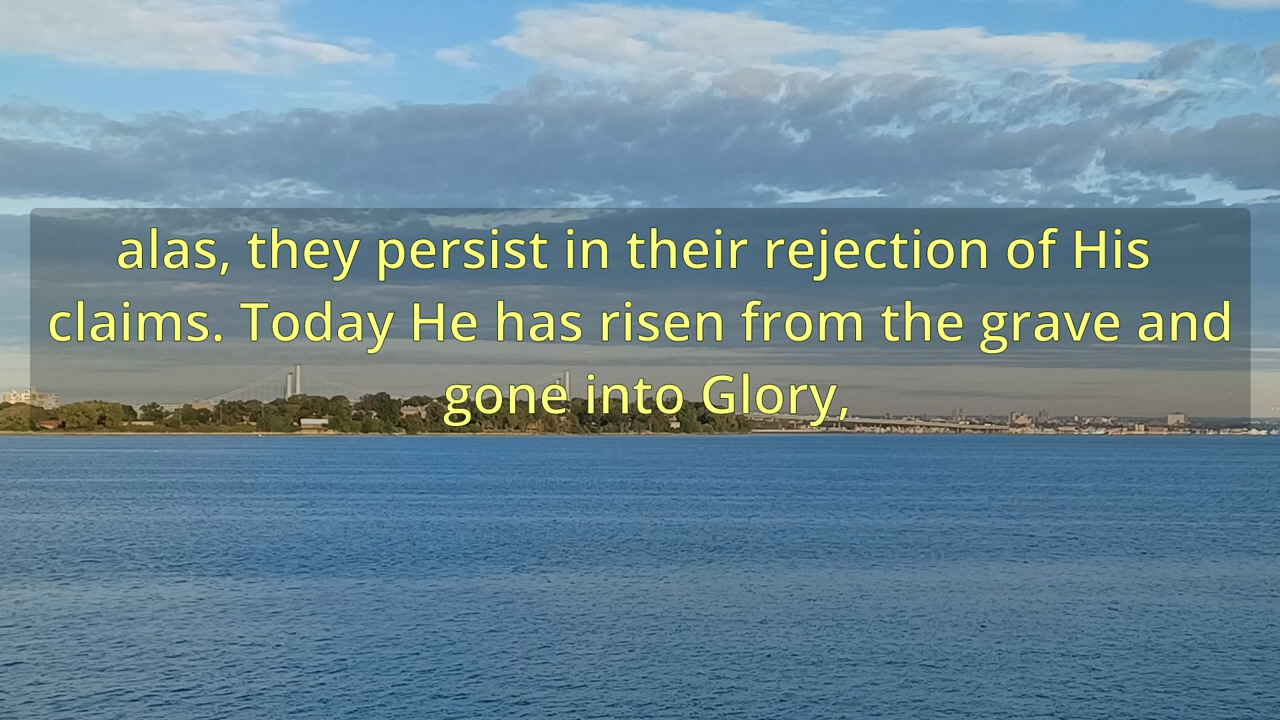 alas, they persist in their rejection of His
claims. Today He has risen from the grave and
gone into Glory,